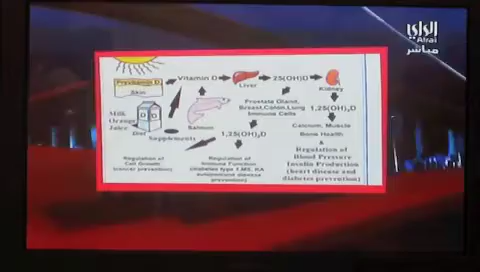 الراي
Alrai
مباشر
Previtamin D
Skin
Vitamin D
Liver
25(OH)D
Kidney
Milk
Orange
Juice
Diet
Supplements
Salmon
Prostate Gland,
Breast,Colon,Lung
Immune Cells
1,25(OH)₂D
1,25(OH)₂D
Calcium, Muscle
Bone Health
&
Regulation of
Blood Pressure
Insulin Production
(heart disease and
diabetes prevention)
Regulation of
Cell Growth
(cancer prevention)
Regulation of
Immune Function
(diabetes type 1,MS, RA
autoimmune disease
prevention)